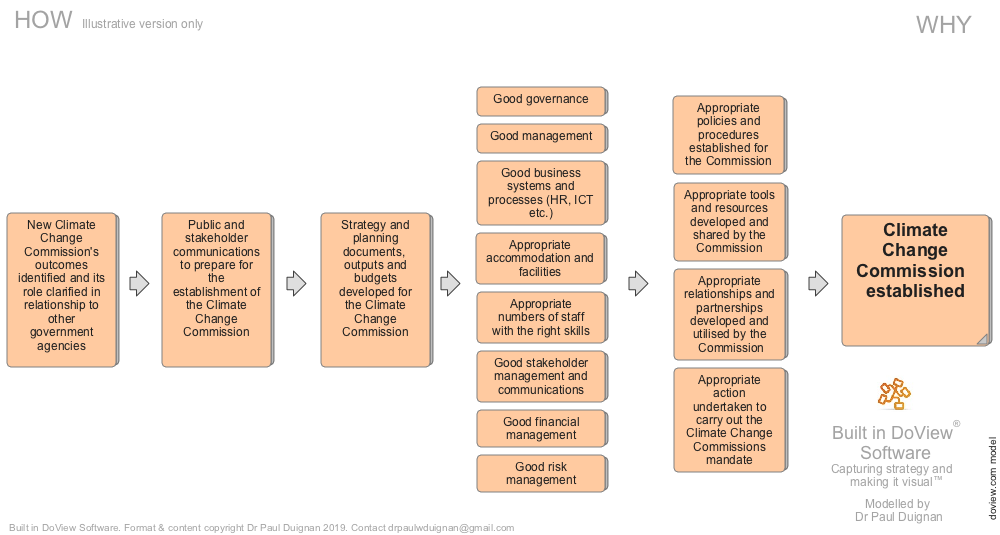 HOW Illustrative version only
WHY
New Climate
Change
Commission's
outcomes
identified and its
role clarified in
relationship to
other
government
agencies
Public and
stakeholder
communications
to prepare for
the
establishment of
the Climate
Change
Commission
Strategy and
planning
documents,
outputs and
budgets
developed for
the Climate
Change
Commission
Good governance
Good management
Good business
systems and
processes (HR, ICT
etc.)
Appropriate
accommodation and
facilities
Appropriate
numbers of staff
with the right skills
Good stakeholder
management and
communications
Good financial
management
Good risk
management
Appropriate
policies and
procedures
established for
the Commission
Appropriate tools
and resources
developed and
shared by the
Commission
Appropriate
relationships and
partnerships
developed and
utilised by the
Commission
Appropriate
action
undertaken to
carry out the
Climate Change
Commissions
mandate
Climate
Change
Commission
established
Built in DoView®
Software
Capturing strategy and
making it visual™
Modelled by
Dr Paul Duignan
doview.com model
Built in DoView Software. Format & content copyright Dr Paul Duignan 2019. Contact drpaulwduignan@gmail.com